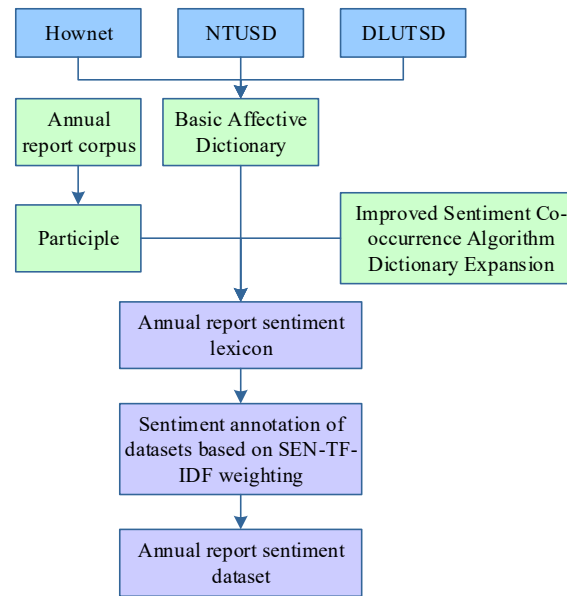 Hownet
NTUSD
DLUTSD
Annual
report corpus
Basic Affective
Dictionary
Participle
Improved Sentiment Co-
occurrence Algorithm
Dictionary Expansion
Annual report sentiment
lexicon
Sentiment annotation of
datasets based on SEN-TF-
IDF weighting
Annual report sentiment
dataset